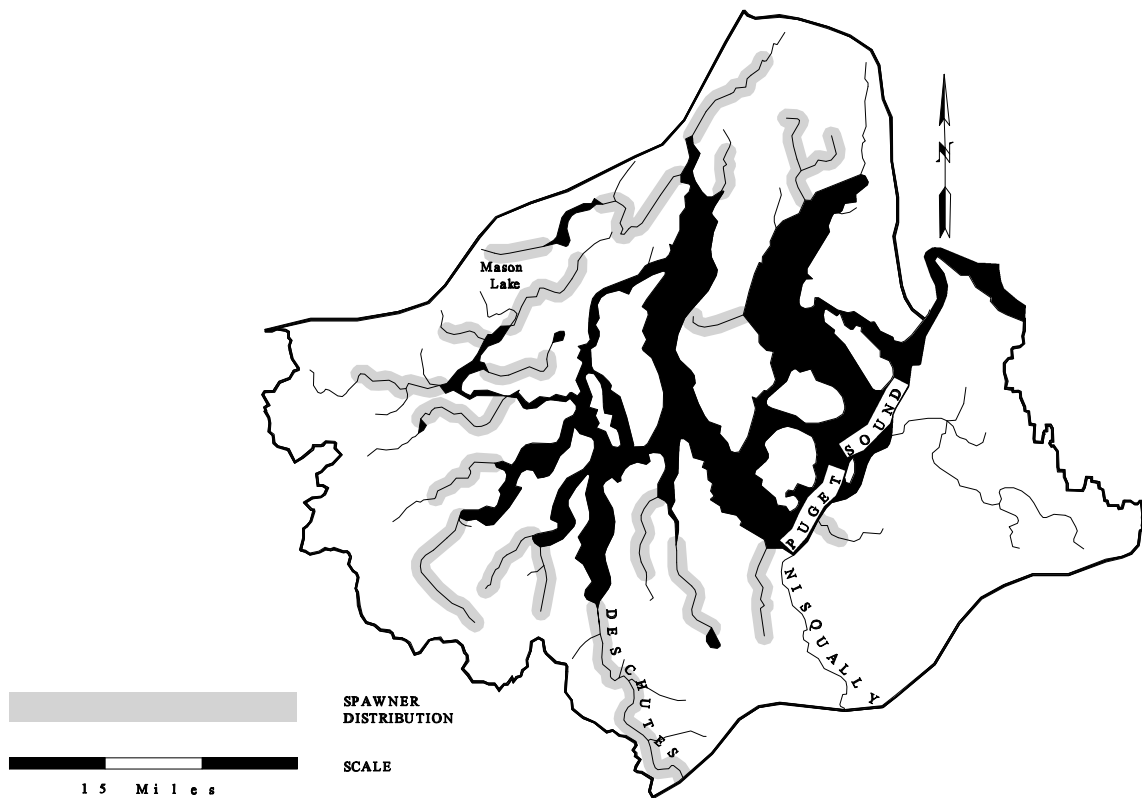 N
Mason
Lake
SOUND
PUGET
NISQUALLY
DESCHUTES
SPAWNER
DISTRIBUTION
SCALE
15 Miles